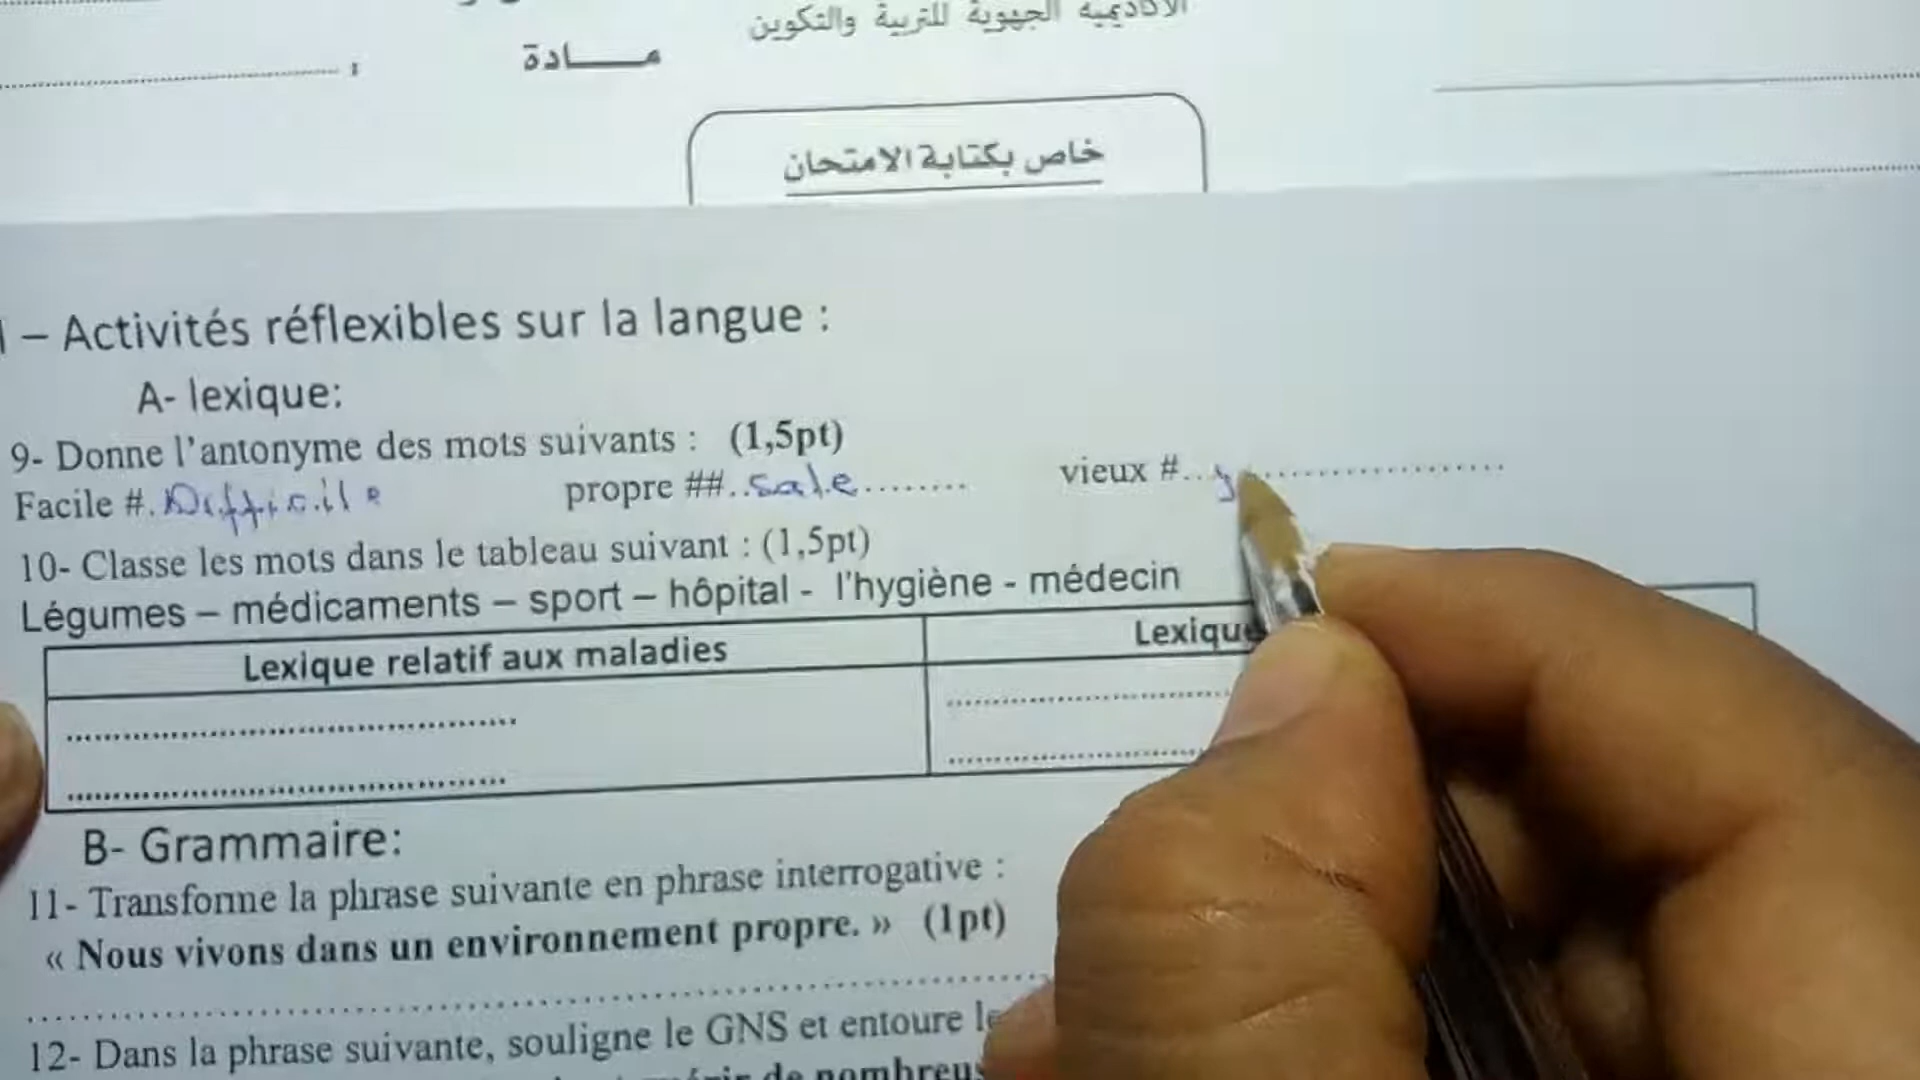 الأكاديمية الجهوية للتربية والتكوين
مـــــادة :
خاص بكتابة الامتحان
I – Activités réflexibles sur la langue :
A- lexique:
9- Donne l'antonyme des mots suivants : (1,5pt)
Facile #. Difficile propre ##..sale......... vieux #..
10- Classe les mots dans le tableau suivant : (1,5pt)
Légumes – médicaments – sport – hôpital - l'hygiène - médecin
Lexique relatif aux maladies Lexique
B- Grammaire:
11- Transforme la phrase suivante en phrase interrogative :
« Nous vivons dans un environnement propre. » (1pt)
12- Dans la phrase suivante, souligne le GNS et entoure
de nombreus